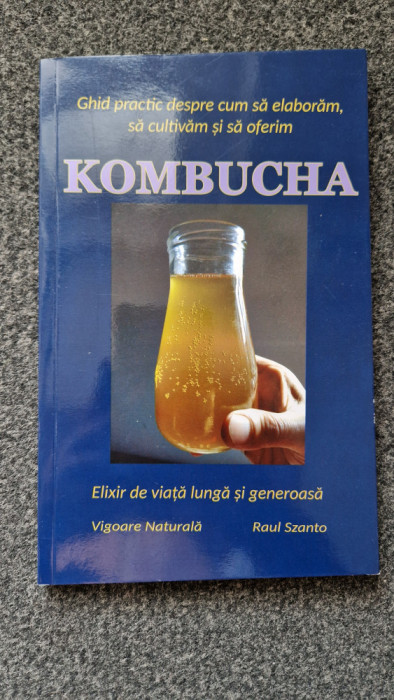 Ghid practic despre cum să elaborăm,
să cultivăm și să oferim
KOMBUCHA
Elixir de viață lungă și generoasă
Vigoare Naturală Raul Szanto